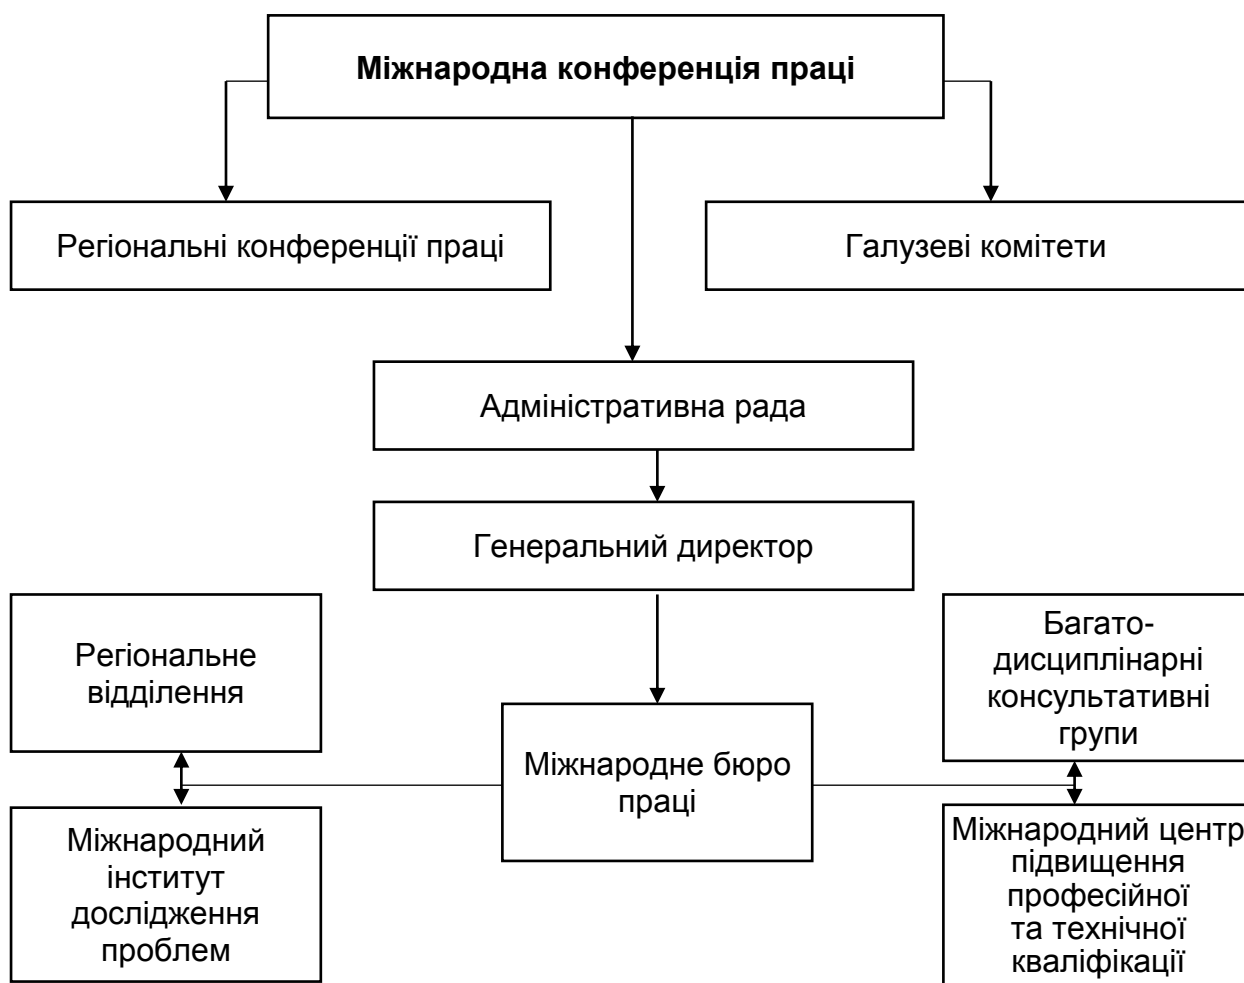 Міжнародна конференція праці
Регіональні конференції праці
Галузеві комітети
Адміністративна рада
Генеральний директор
Регіональне
відділення
Багато-
дисциплінарні
консультативні
групи
Міжнародне бюро
праці
Міжнародний
інститут
дослідження
проблем
Міжнародний центр
підвищення
професійної
та технічної
кваліфікації